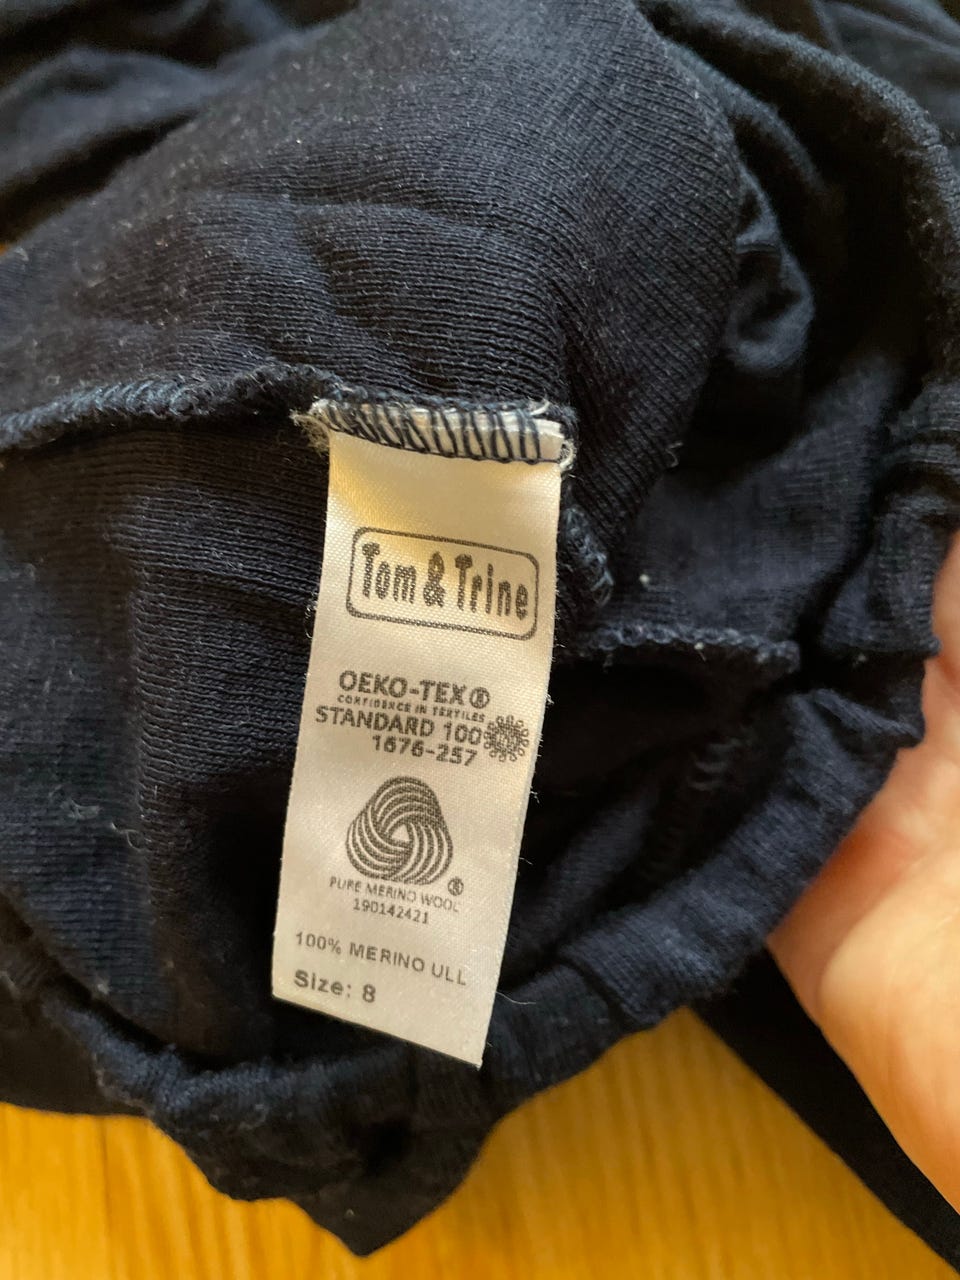 Tom & Trine
OEKO-TEX®
CONFIDENCE IN TEXTILES
STANDARD 100
1676-257
PURE MERINO WOOL ®
190142421
100% MERINO ULL
Size: 8